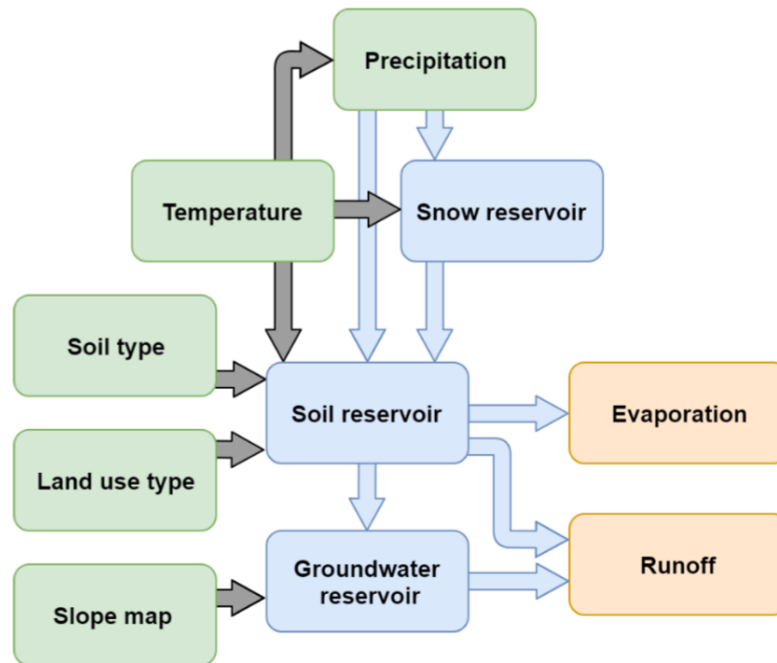 Precipitation
Temperature
Snow reservoir
Soil type
Soil reservoir
Evaporation
Land use type
Groundwater
reservoir
Runoff
Slope map